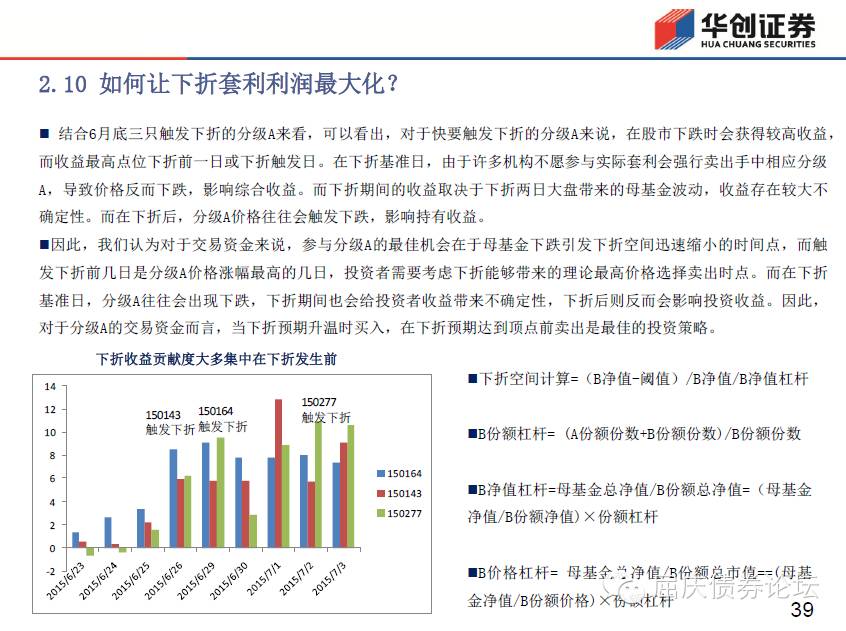 华创证券
HUA CHUANG SECURITIES
2.10 如何让下折套利利润最大化？
■ 结合6月底三只触发下折的分级A来看，可以看出，对于快要触发下折的分级A来说，在股市下跌时会获得较高收益，
而收益最高点位下折前一日或下折触发日。在下折基准日，由于许多机构不愿参与实际套利会强行卖出手中相应分级
A，导致价格反而下跌，影响综合收益。而下折期间的收益取决于下折两日大盘带来的母基金波动，收益存在较大不
确定性。而在下折后，分级A价格往往会触发下跌，影响持有收益。
■因此，我们认为对于交易资金来说，参与分级A的最佳机会在于母基金下跌引发下折空间迅速缩小的时间点，而触
发下折前几日是分级A价格涨幅最高的几日，投资者需要考虑下折能够带来的理论最高价格选择卖出时点。而在下折
基准日，分级A往往会出现下跌，下折期间也会给投资者收益带来不确定性，下折后则反而会影响投资收益。因此，
对于分级A的交易资金而言，当下折预期升温时买入，在下折预期达到顶点前卖出是最佳的投资策略。
下折收益贡献度大多集中在下折发生前
14
12
10
8
6
4
2
0
-2
150143
触发下折
150164
触发下折
150277
触发下折
150164
150143
150277
2015/6/23
2015/6/24
2015/6/25
2015/6/26
2015/6/29
2015/6/30
2015/7/1
2015/7/2
2015/7/3
■下折空间计算=（B净值-阈值）/B净值/B净值杠杆
■B份额杠杆=（A份额份数+B份额份数)/B份额份数
■B净值杠杆=母基金总净值/B份额总净值=（母基金
净值/B份额净值)×份额杠杆
■B价格杠杆= 母基金总净值/B份额总市值==(母基
金净值/B份额价格)×份额杠杆
屈庆债券论坛
39